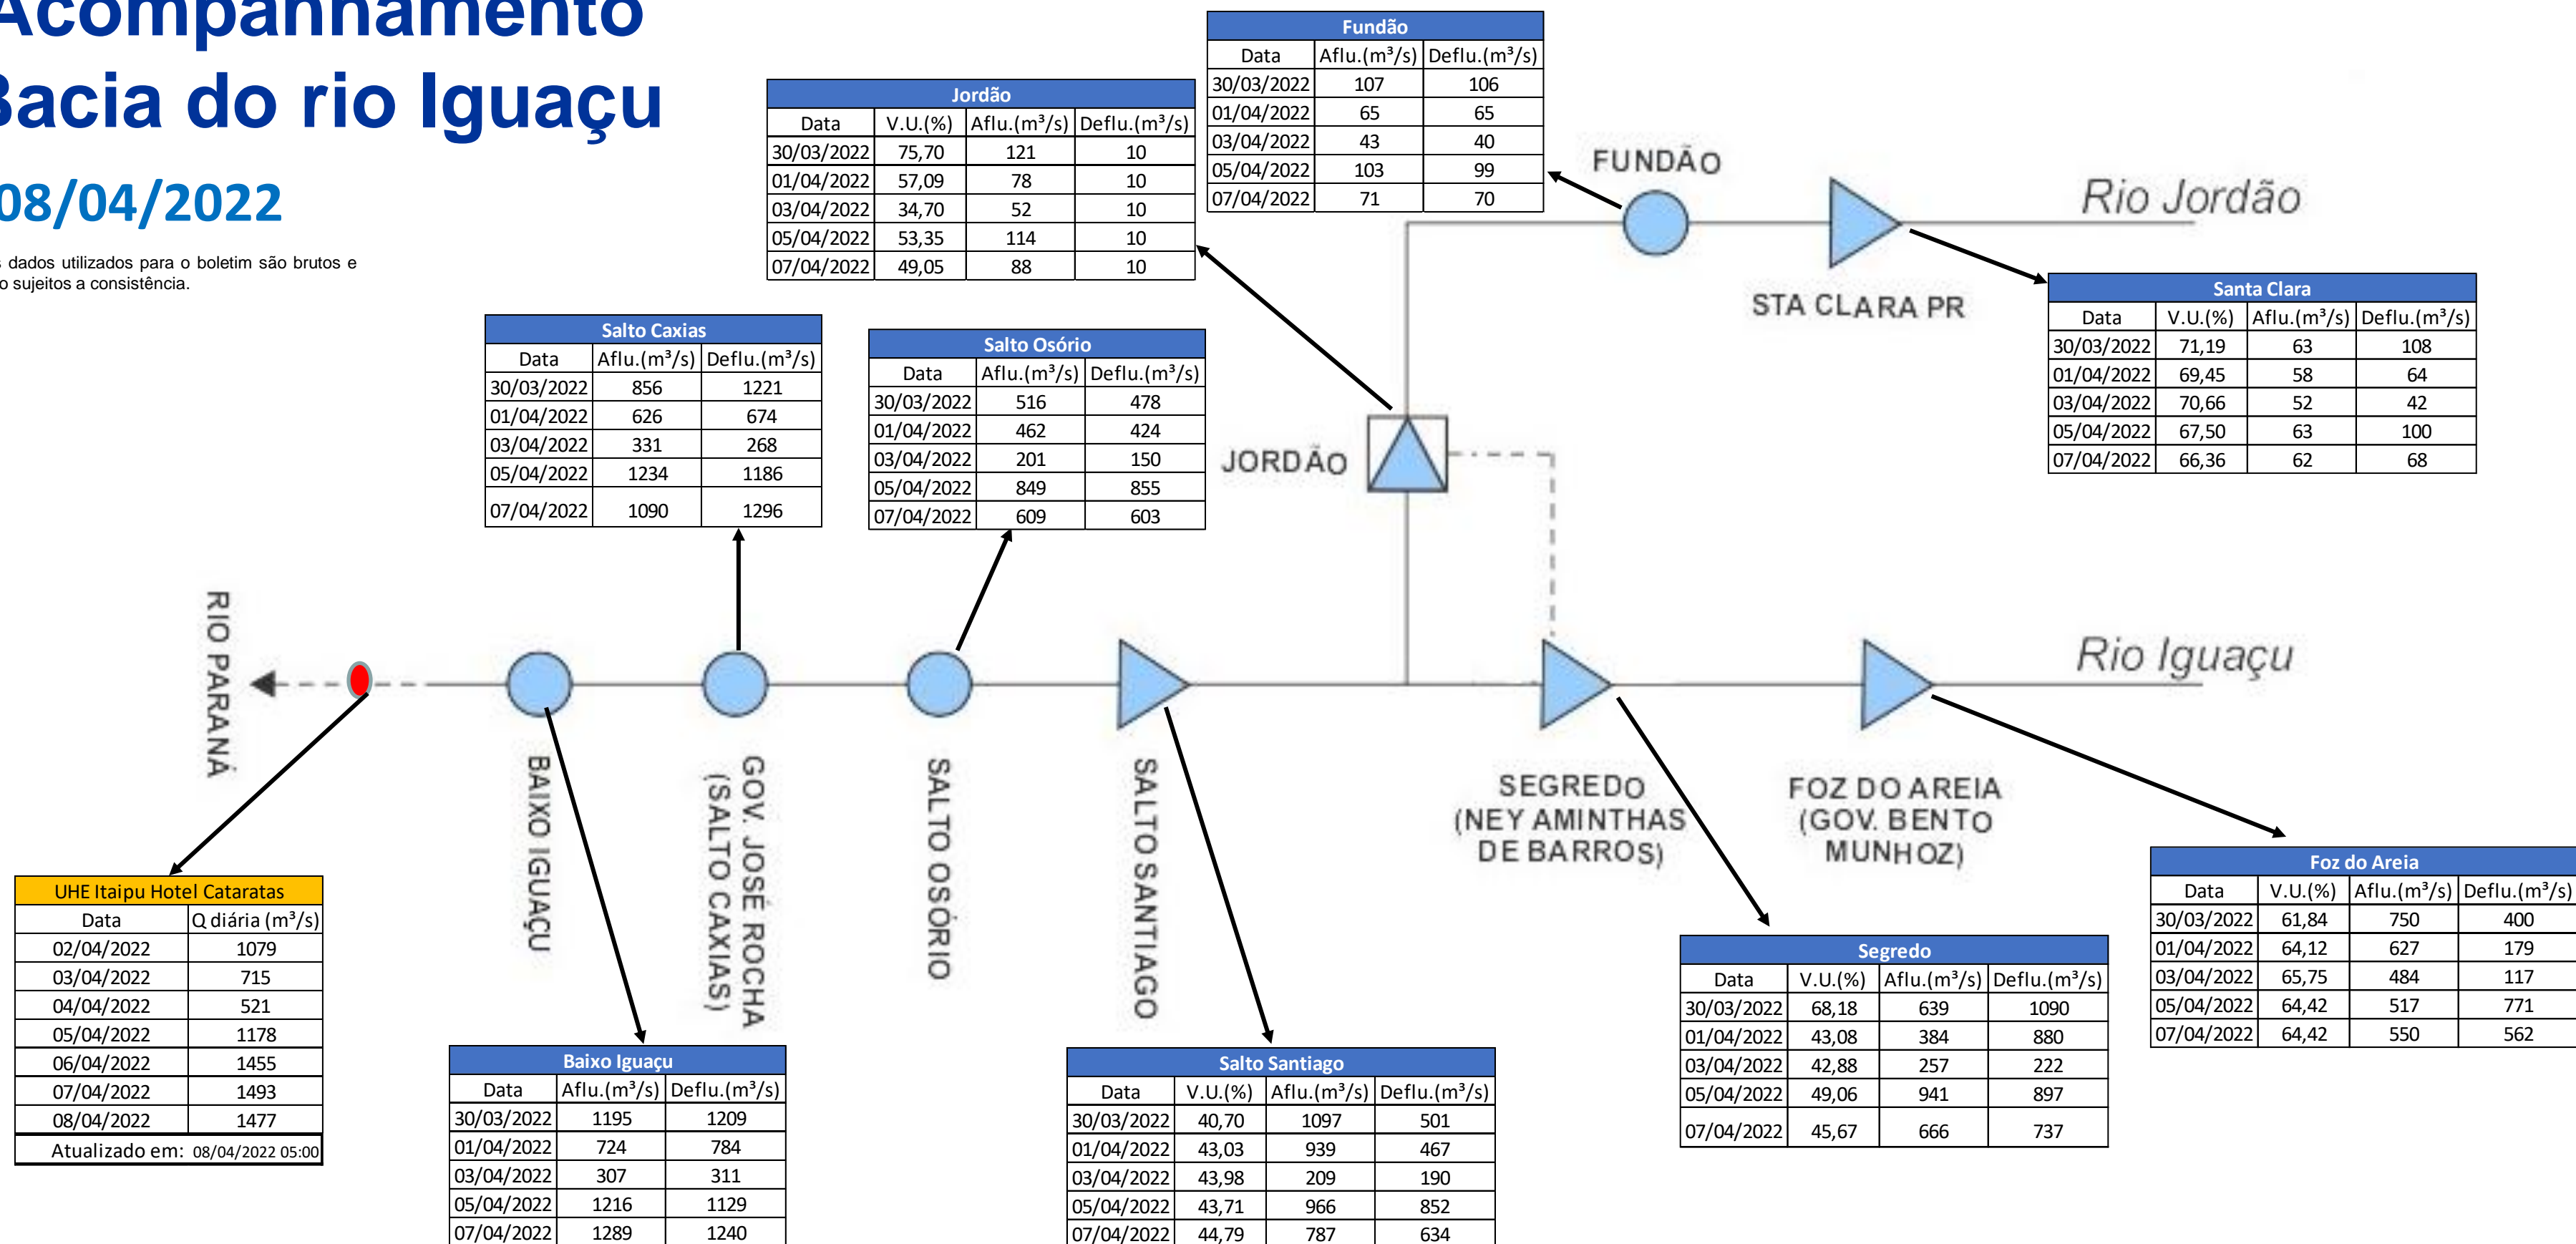 Acompanhamento
Bacia do rio Iguaçu
08/04/2022
s dados utilizados para o boletim são brutos e
o sujeitos a consistência.
Fundão
Data Aflu.(m³/s) Deflu.(m³/s)
30/03/2022 107 106
01/04/2022 65 65
03/04/2022 43 40
05/04/2022 103 99
07/04/2022 71 70
Jordão
Data V.U.(%) Aflu.(m³/s) Deflu.(m³/s)
30/03/2022 75,70 121 10
01/04/2022 57,09 78 10
03/04/2022 34,70 52 10
05/04/2022 53,35 114 10
07/04/2022 49,05 88 10
FUNDÃO
Rio Jordão
STA CLARA PR
Santa Clara
Data V.U.(%) Aflu.(m³/s) Deflu.(m³/s)
30/03/2022 71,19 63 108
01/04/2022 69,45 58 64
03/04/2022 70,66 52 42
05/04/2022 67,50 63 100
07/04/2022 66,36 62 68
Salto Caxias
Data Aflu.(m³/s) Deflu.(m³/s)
30/03/2022 856 1221
01/04/2022 626 674
03/04/2022 331 268
05/04/2022 1234 1186
07/04/2022 1090 1296
Salto Osório
Data Aflu.(m³/s) Deflu.(m³/s)
30/03/2022 516 478
01/04/2022 462 424
03/04/2022 201 150
05/04/2022 849 855
07/04/2022 609 603
JORDÃO
RIO PARANÁ
Rio Iguaçu
BAIXO IGUAÇU
GOV. JOSÉ ROCHA
(SALTO CAXIAS)
SALTO OSÓRIO
SALTO SANTIAGO
SEGREDO
(NEY AMINTHAS
DE BARROS)
FOZ DO AREIA
(GOV. BENTO
MUNHOZ)
UHE Itaipu Hotel Cataratas
Data Q diária (m³/s)
02/04/2022 1079
03/04/2022 715
04/04/2022 521
05/04/2022 1178
06/04/2022 1455
07/04/2022 1493
08/04/2022 1477
Atualizado em: 08/04/2022 05:00
Baixo Iguaçu
Data Aflu.(m³/s) Deflu.(m³/s)
30/03/2022 1195 1209
01/04/2022 724 784
03/04/2022 307 311
05/04/2022 1216 1129
07/04/2022 1289 1240
Salto Santiago
Data V.U.(%) Aflu.(m³/s) Deflu.(m³/s)
30/03/2022 40,70 1097 501
01/04/2022 43,03 939 467
03/04/2022 43,98 209 190
05/04/2022 43,71 966 852
07/04/2022 44,79 787 634
Segredo
Data V.U.(%) Aflu.(m³/s) Deflu.(m³/s)
30/03/2022 68,18 639 1090
01/04/2022 43,08 384 880
03/04/2022 42,88 257 222
05/04/2022 49,06 941 897
07/04/2022 45,67 666 737
Foz do Areia
Data V.U.(%) Aflu.(m³/s) Deflu.(m³/s)
30/03/2022 61,84 750 400
01/04/2022 64,12 627 179
03/04/2022 65,75 484 117
05/04/2022 64,42 517 771
07/04/2022 64,42 550 562